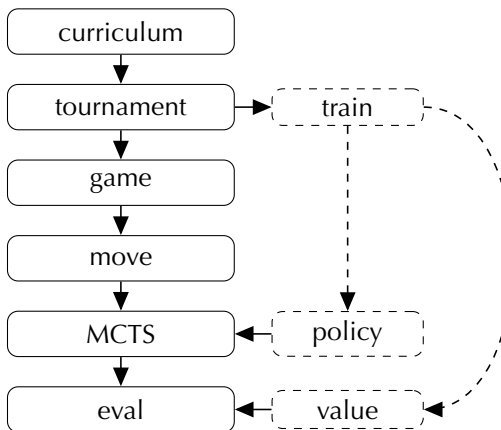 curriculum
tournament
train
game
move
MCTS
policy
eval
value